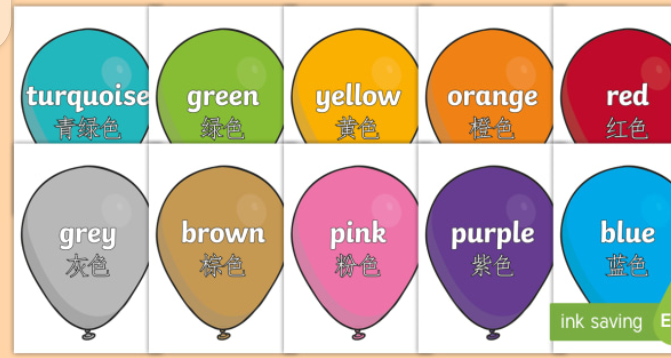 turquoise
青绿色
green
绿色
yellow
黄色
orange
橙色
red
红色
grey
灰色
brown
棕色
pink
粉色
purple
紫色
blue
蓝色
ink saving
E